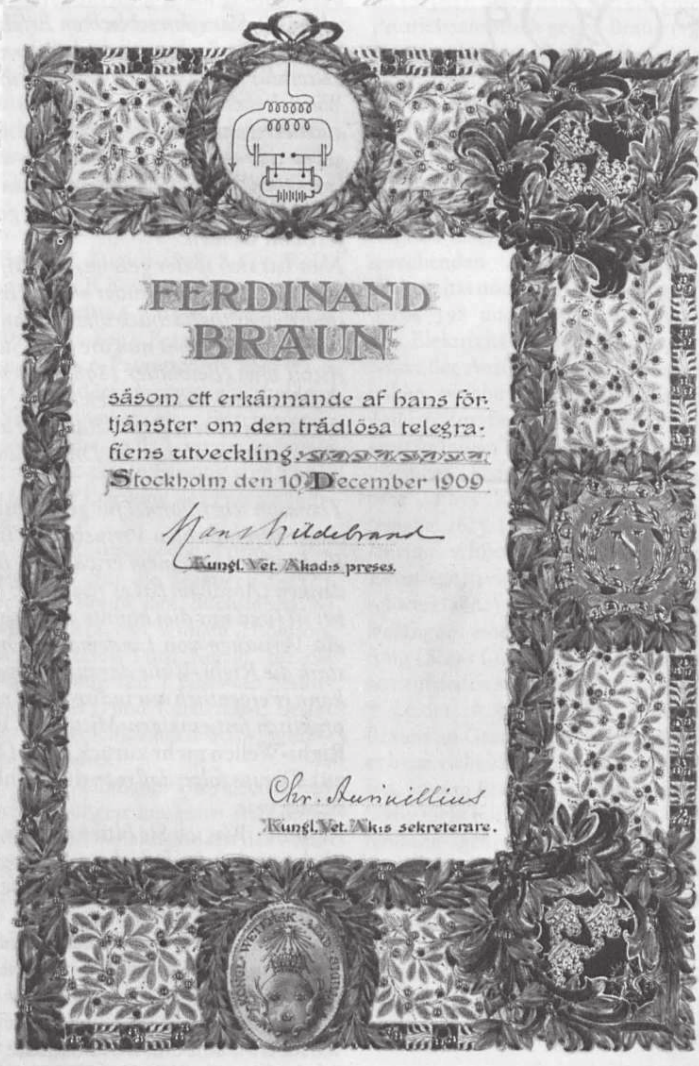 FERDINAND
BRAUN
såsom ett erkännande af hans för-
tjänster om den trådlösa telegra-
fiens utveckling.
Stockholm den 10 December 1909
Hans Hildebrand
Kungl. Vet. Akad:s preses.
Chr. Aurivillius
Kungl. Vet. Ak:s sekreterare.